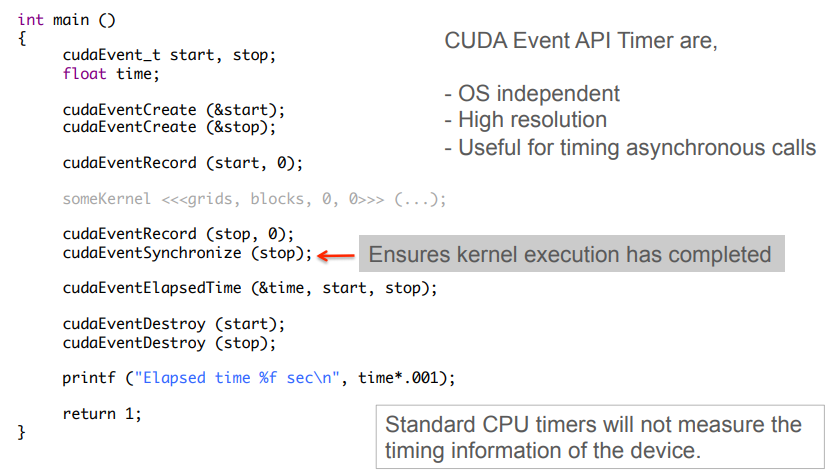 int main ()
{
cudaEvent_t start, stop;
float time;
cudaEventCreate (&start);
cudaEventCreate (&stop);
cudaEventRecord (start, 0);
someKernel <<<grids, blocks, 0, 0>>> (...);
cudaEventRecord (stop, 0);
cudaEventSynchronize (stop);
Ensures kernel execution has completed
cudaEventElapsedTime (&time, start, stop);
cudaEventDestroy (start);
cudaEventDestroy (stop);
printf ("Elapsed time %f sec\n", time*.001);
return 1;
}
CUDA Event API Timer are,
- OS independent
- High resolution
- Useful for timing asynchronous calls
Standard CPU timers will not measure the
timing information of the device.